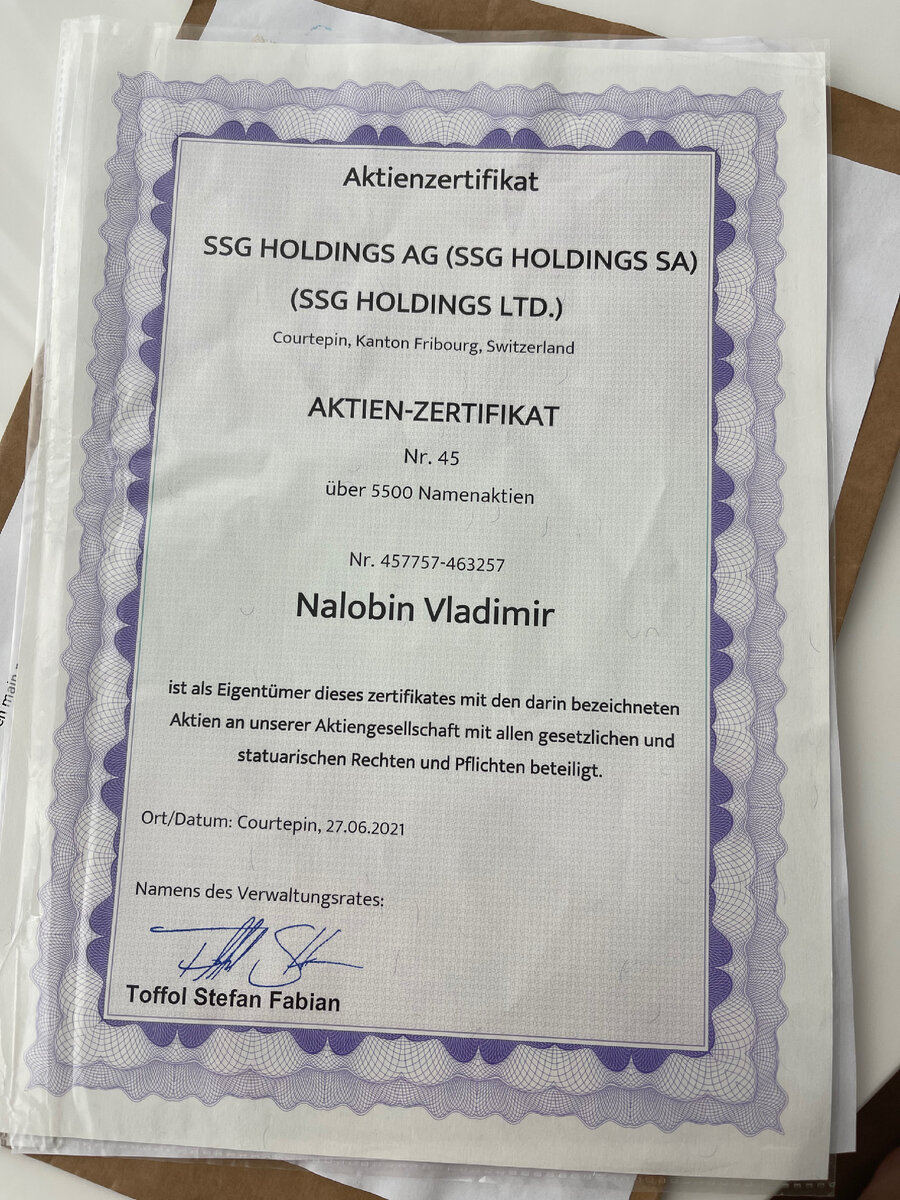 Aktienzertifikat
SSG HOLDINGS AG (SSG HOLDINGS SA)
(SSG HOLDINGS LTD.)
Courtepin, Kanton Fribourg, Switzerland
AKTIEN-ZERTIFIKAT
Nr. 45
über 5500 Namenaktien
Nr. 457757-463257
Nalobin Vladimir
ist als Eigentümer dieses zertifikates mit den darin bezeichneten
Aktien an unserer Aktiengesellschaft mit allen gesetzlichen und
statuarischen Rechten und Pflichten beteiligt.
Ort/Datum: Courtepin, 27.06.2021
Namens des Verwaltungsrates:
Toffol Stefan Fabian